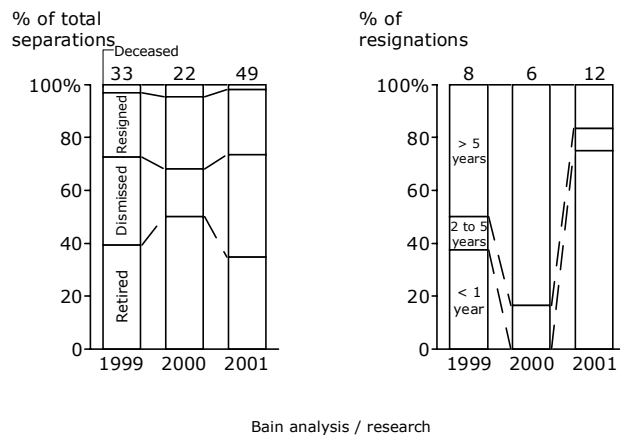 % of total
separations
Deceased
33 22 49
100%
80
60
40
20
0
Resigned
Dismissed
Retired
1999 2000 2001
% of
resignations
8 6 12
100%
80
60
40
20
0
> 5
years
2 to 5
years
< 1
year
1999 2000 2001
Bain analysis / research